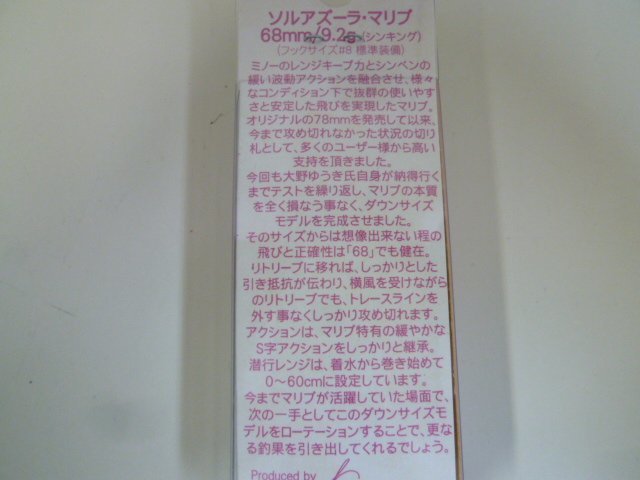 ソルアズーラ・マリブ
68mm/9.2g(シンキング)
(フックサイズ#8 標準装備)
ミノーのレンジキープ力とシンペンの
緩い波動アクションを融合させ、様々
なコンディション下で抜群の使いやす
さと安定した飛びを実現したマリブ。
オリジナルの78mmを発売して以来、
今まで攻め切れなかった状況の切り
札として、多くのユーザー様から高い
支持を頂きました。
今回も大野ゆうき氏自身が納得行く
までテストを繰り返し、マリブの本質
を全く損なう事なく、ダウンサイズ
モデルを完成させました。
そのサイズからは想像出来ない程の
飛びと正確性は「68」でも健在。
リトリーブに移れば、しっかりとした
引き抵抗が伝わり、横風を受けながら
のリトリーブでも、トレースラインを
外す事なくしっかり攻め切れます。
アクションは、マリブ特有の緩やかな
S字アクションをしっかりと継承。
潜行レンジは、着水から巻き始めて
0〜60cmに設定しています。
今までマリブが活躍していた場面で、
次の一手としてこのダウンサイズモ
デルをローテーションすることで、更な
る釣果を引き出してくれるでしょう。
Produced by